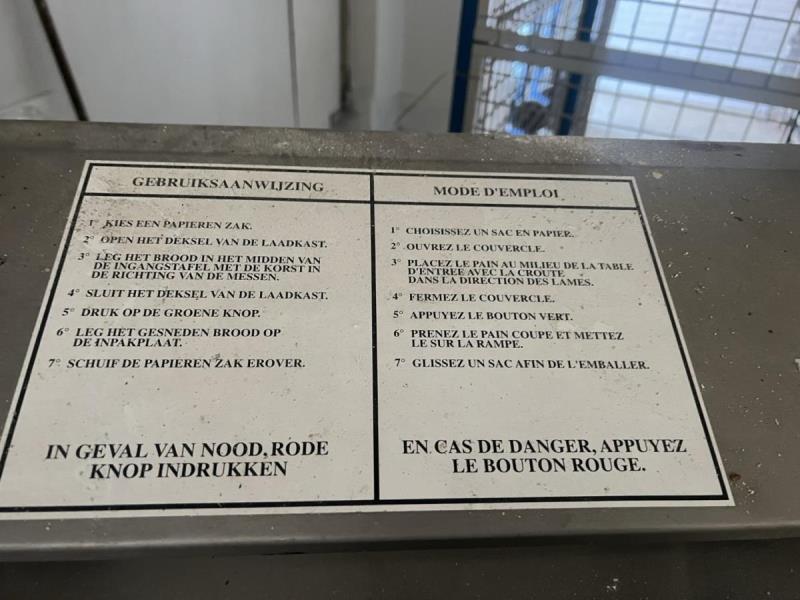 GEBRUIKSAANWIJZING
1° KIES EEN PAPIEREN ZAK.
2° OPEN HET DEKSEL VAN DE LAADKAST.
3° LEG HET BROOD IN HET MIDDEN VAN
DE INGANGSTAFEL MET DE KORST IN
DE RICHTING VAN DE MESSEN.
4° SLUIT HET DEKSEL VAN DE LAADKAST.
5° DRUK OP DE GROENE KNOP.
6° LEG HET GESNEDEN BROOD OP
DE INPAKPLAAT.
7° SCHUIF DE PAPIEREN ZAK EROVER.
IN GEVAL VAN NOOD, RODE
KNOP INDRUKKEN
MODE D'EMPLOI
1° CHOISISSEZ UN SAC EN PAPIER.
2° OUVREZ LE COUVERCLE.
3° PLACEZ LE PAIN AU MILIEU DE LA TABLE
D'ENTREE AVEC LA CROUTE
DANS LA DIRECTION DES LAMES.
4° FERMEZ LE COUVERCLE.
5° APPUYEZ LE BOUTON VERT.
6° PRENEZ LE PAIN COUPE ET METTEZ
LE SUR LA RAMPE.
7° GLISSEZ UN SAC AFIN DE L'EMBALLER.
EN CAS DE DANGER, APPUYEZ
LE BOUTON ROUGE.